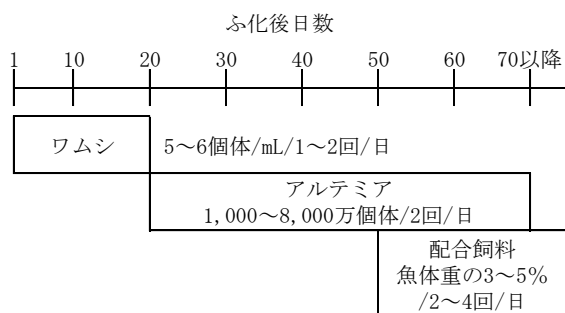 ふ化後日数
1 10 20 30 40 50 60 70以降
ワムシ 5～6個体/mL/1～2回/日
アルテミア
1,000～8,000万個体/2回/日
配合飼料
魚体重の3～5%
/2～4回/日